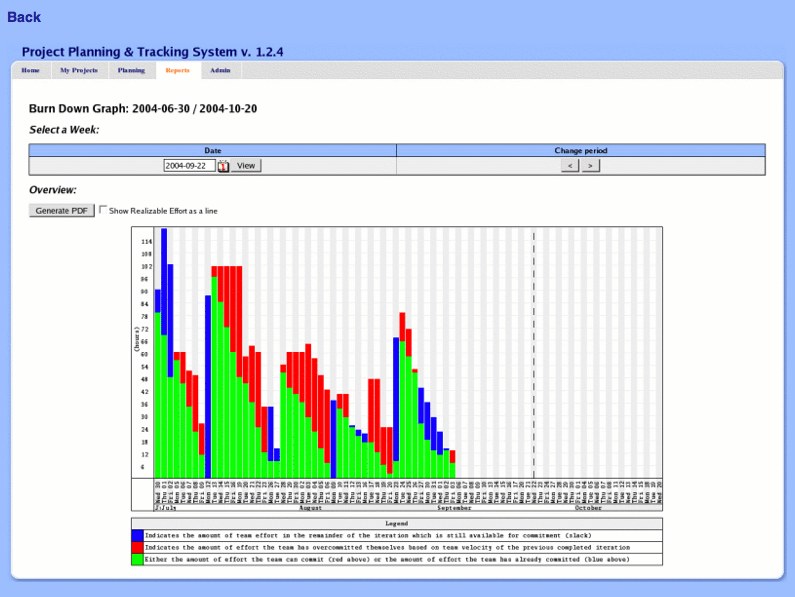 Back
Project Planning & Tracking System v. 1.2.4
Home My Projects Planning Reports Admin
Burn Down Graph: 2004-06-30 / 2004-10-20
Select a Week:
Date Change period
2004-09-22 View < >
Overview:
Generate PDF Show Realizable Effort as a line
114
108
102
96
90
84
78
72
66
60
54
48
42
36
30
24
18
12
6
(hours)
July August September October
Legend
Indicates the amount of team effort in the remainder of the iteration which is still available for commitment (slack)
Indicates the amount of effort the team has overcommitted themselves based on team velocity of the previous completed iteration
Either the amount of effort the team can commit (red above) or the amount of effort the team has already committed (blue above)